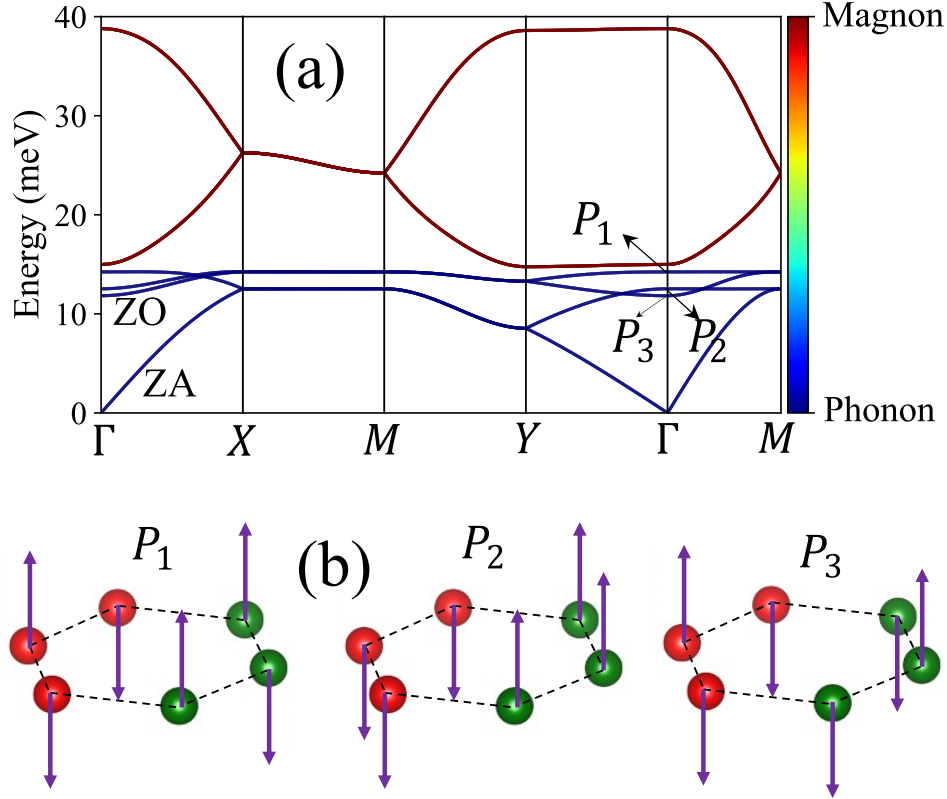 40
Magnon
(a)
30
Energy (meV)
20
P1
ZO
10
P3
P2
ZA
0
Phonon
Γ X M Y Γ M
P1
(b)
P2
P3